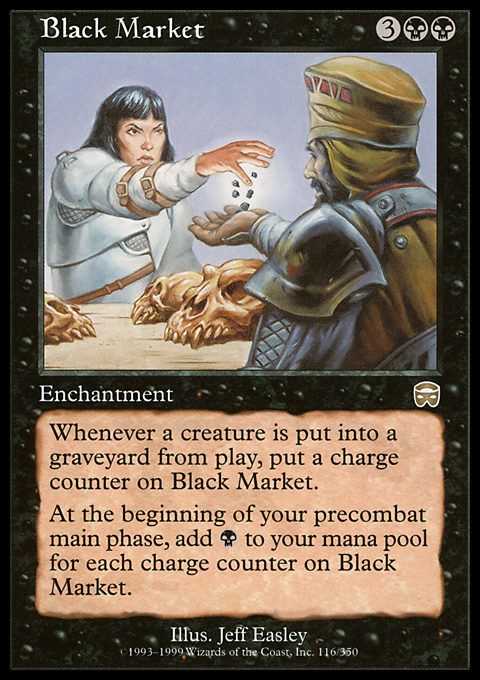 Black Market 3
Enchantment
Whenever a creature is put into a
graveyard from play, put a charge
counter on Black Market.
At the beginning of your precombat
main phase, add to your mana pool
for each charge counter on Black
Market.
Illus. Jeff Easley
©1993–1999 Wizards of the Coast, Inc. 116/350